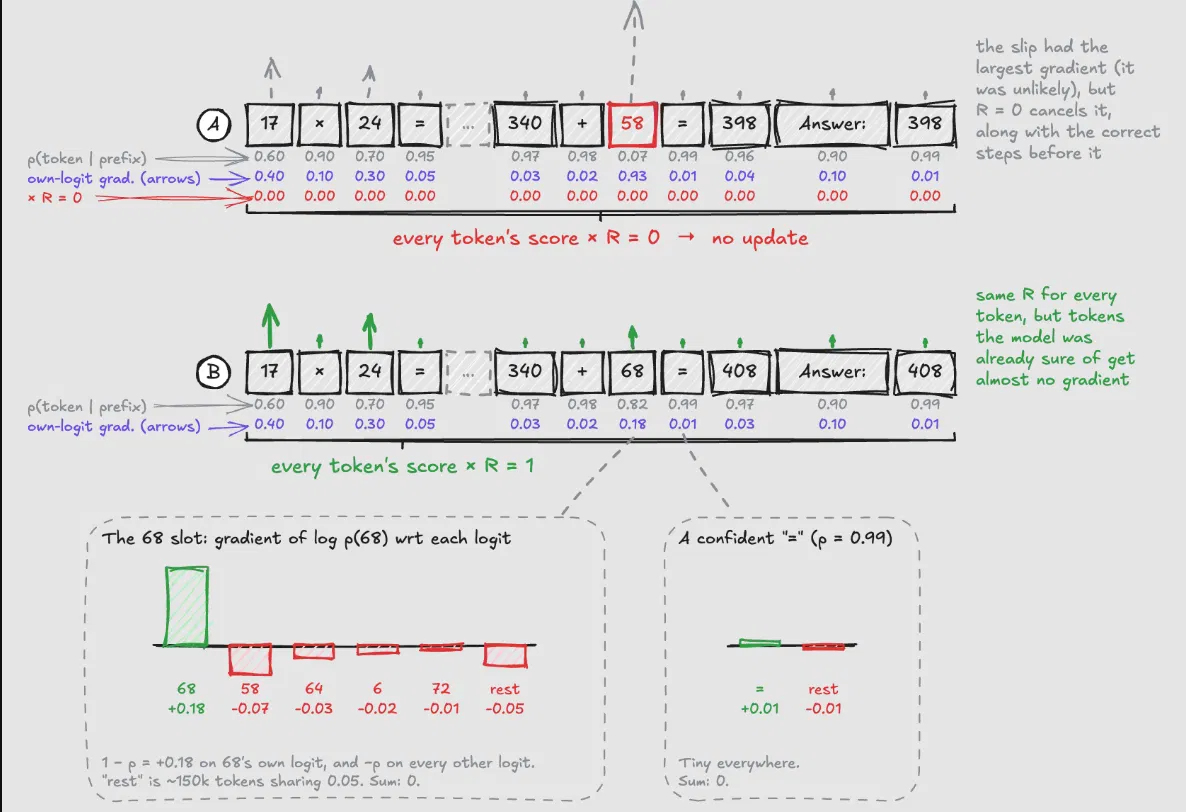 the slip had the
largest gradient (it
was unlikely), but
R = 0 cancels it,
along with the correct
steps before it
A 17 × 24 = ... 340 + 58 = 398 Answer: 398
p(token | prefix) 0.60 0.90 0.70 0.95 0.97 0.98 0.07 0.99 0.96 0.90 0.99
own-logit grad. (arrows) 0.40 0.10 0.30 0.05 0.03 0.02 0.93 0.01 0.04 0.10 0.01
× R = 0 0.00 0.00 0.00 0.00 0.00 0.00 0.00 0.00 0.00 0.00 0.00
every token's score × R = 0 → no update
same R for every
token, but tokens
the model was
already sure of get
almost no gradient
B 17 × 24 = ... 340 + 68 = 408 Answer: 408
p(token | prefix) 0.60 0.90 0.70 0.95 0.97 0.98 0.82 0.99 0.97 0.90 0.99
own-logit grad. (arrows) 0.40 0.10 0.30 0.05 0.03 0.02 0.18 0.01 0.03 0.10 0.01
every token's score × R = 1
The 68 slot: gradient of log p(68) wrt each logit
68 58 64 6 72 rest
+0.18 -0.07 -0.03 -0.02 -0.01 -0.05
1 - p = +0.18 on 68's own logit, and -p on every other logit.
"rest" is ~150k tokens sharing 0.05. Sum: 0.
A confident "=" (p = 0.99)
= rest
+0.01 -0.01
Tiny everywhere.
Sum: 0.